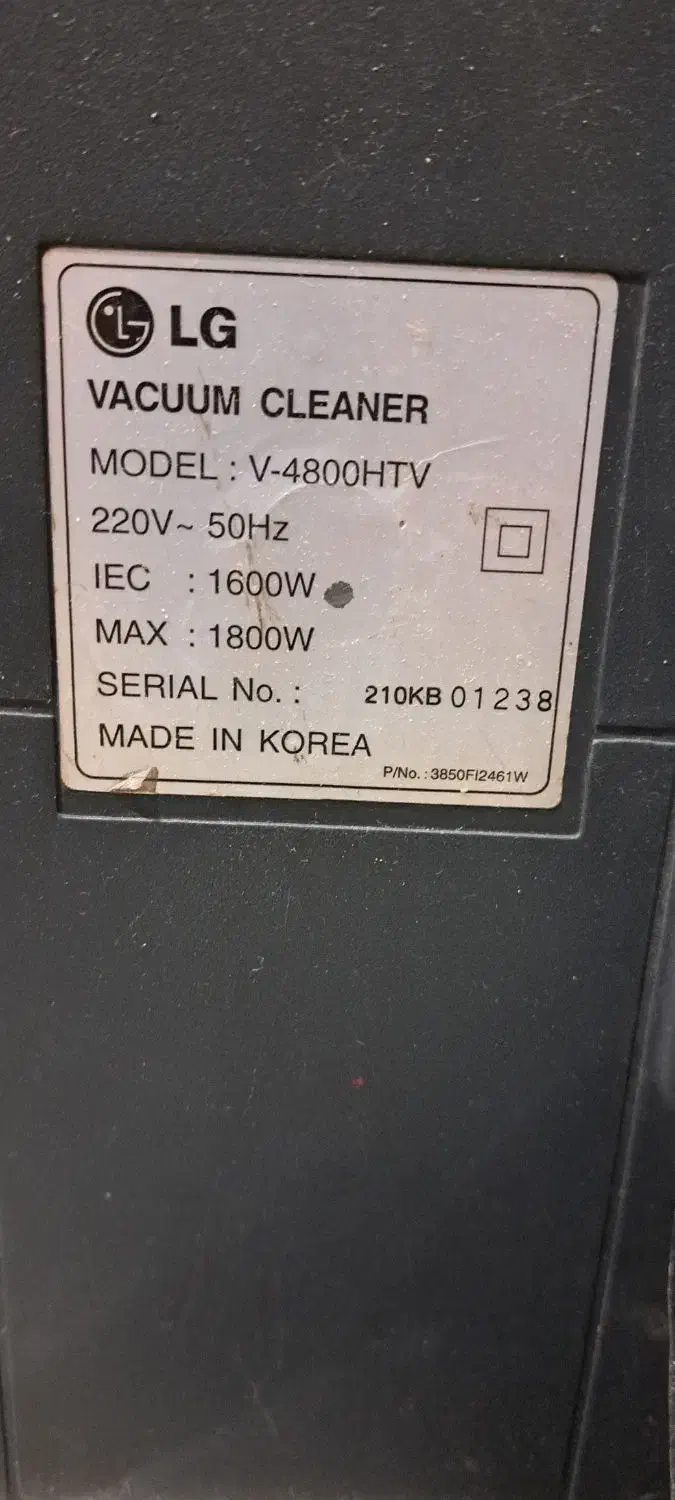 LG
VACUUM CLEANER
MODEL : V-4800HTV
220V~ 50Hz
IEC : 1600W
MAX : 1800W
SERIAL No. : 210KB 01238
MADE IN KOREA
P/No. : 3850FI2461W